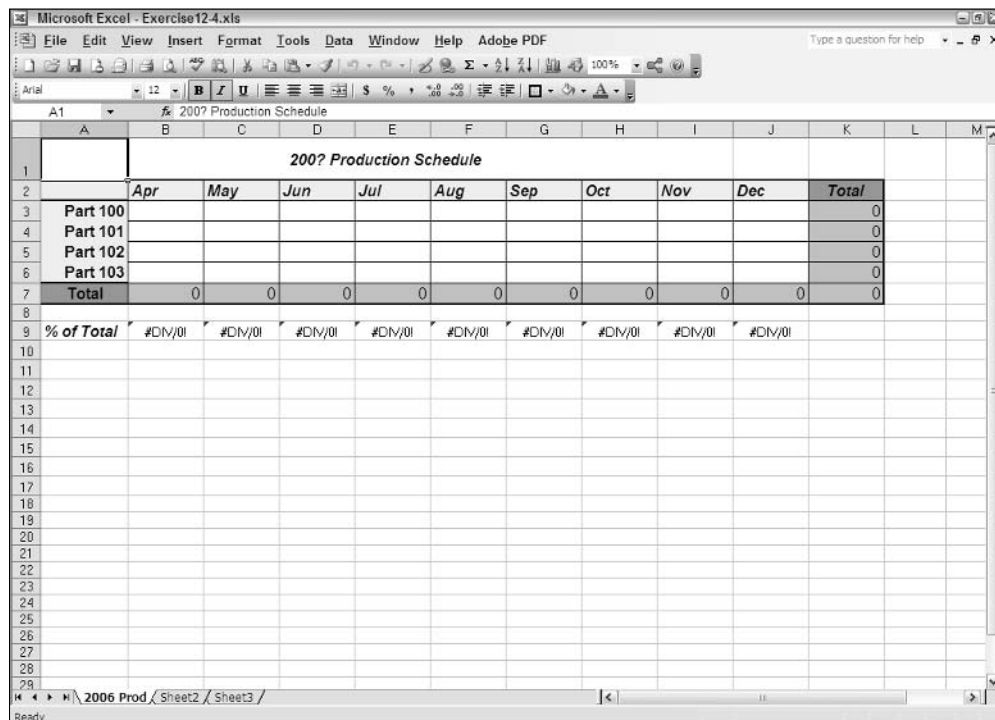 Microsoft Excel - Exercise12-4.xls
File Edit View Insert Format Tools Data Window Help Adobe PDF Type a question for help
100%
Arial 12 B I U $ % ,
A1 fx 200? Production Schedule
A B C D E F G H I J K L M
1 200? Production Schedule
2 Apr May Jun Jul Aug Sep Oct Nov Dec Total
3 Part 100 0
4 Part 101 0
5 Part 102 0
6 Part 103 0
7 Total 0 0 0 0 0 0 0 0 0 0
8
9 % of Total #DIV/0! #DIV/0! #DIV/0! #DIV/0! #DIV/0! #DIV/0! #DIV/0! #DIV/0! #DIV/0!
10
11
12
13
14
15
16
17
18
19
20
21
22
23
24
25
26
27
28
29
2006 Prod Sheet2 Sheet3
Ready